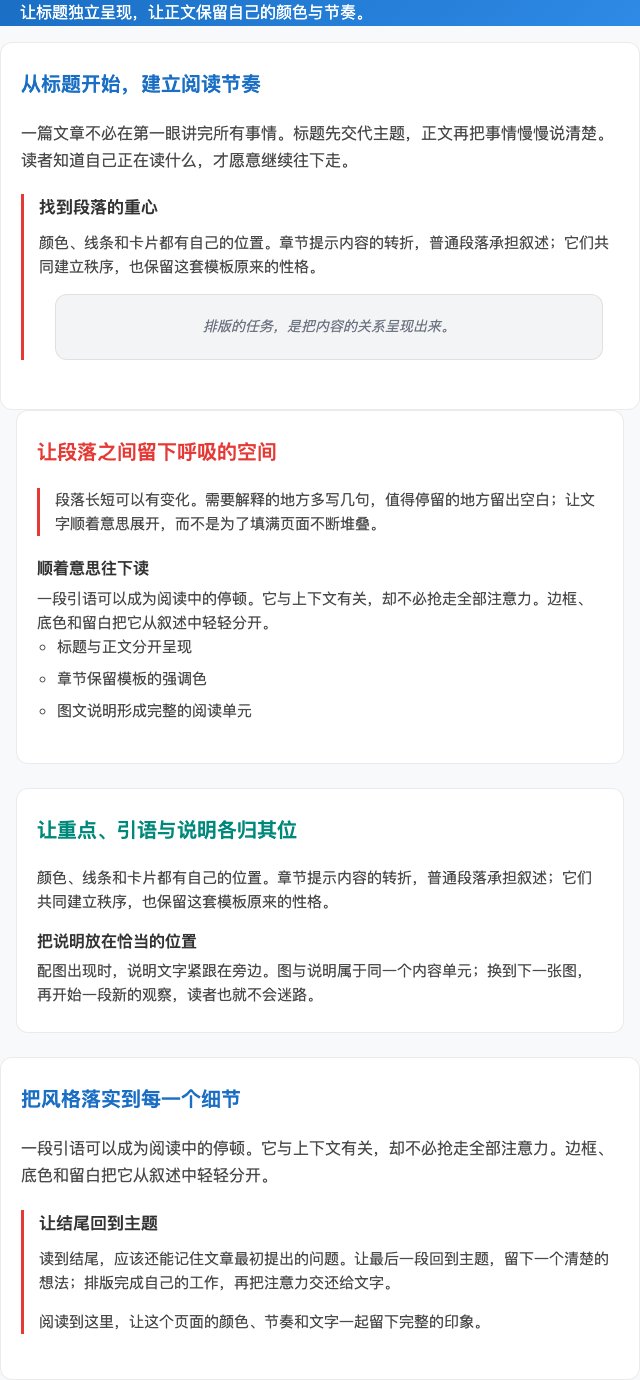 让标题独立呈现，让正文保留自己的颜色与节奏。
从标题开始，建立阅读节奏
一篇文章不必在第一眼讲完所有事情。标题先交代主题，正文再把事情慢慢说清楚。
读者知道自己正在读什么，才愿意继续往下走。
找到段落的重心
颜色、线条和卡片都有自己的位置。章节提示内容的转折，普通段落承担叙述；它们共
同建立秩序，也保留这套模板原来的性格。
排版的任务，是把内容的关系呈现出来。
让段落之间留下呼吸的空间
段落长短可以有变化。需要解释的地方多写几句，值得停留的地方留出空白；让文
字顺着意思展开，而不是为了填满页面不断堆叠。
顺着意思往下读
一段引语可以成为阅读中的停顿。它与上下文有关，却不必抢走全部注意力。边框、
底色和留白把它从叙述中轻轻分开。
标题与正文分开呈现
章节保留模板的强调色
图文说明形成完整的阅读单元
让重点、引语与说明各归其位
颜色、线条和卡片都有自己的位置。章节提示内容的转折，普通段落承担叙述；它们
共同建立秩序，也保留这套模板原来的性格。
把说明放在恰当的位置
配图出现时，说明文字紧跟在旁边。图与说明属于同一个内容单元；换到下一张图，
再开始一段新的观察，读者也就不会迷路。
把风格落实到每一个细节
一段引语可以成为阅读中的停顿。它与上下文有关，却不必抢走全部注意力。边框、
底色和留白把它从叙述中轻轻分开。
让结尾回到主题
读到结尾，应该还能记住文章最初提出的问题。让最后一段回到主题，留下一个清楚的
想法；排版完成自己的工作，再把注意力交还给文字。
阅读到这里，让这个页面的颜色、节奏和文字一起留下完整的印象。